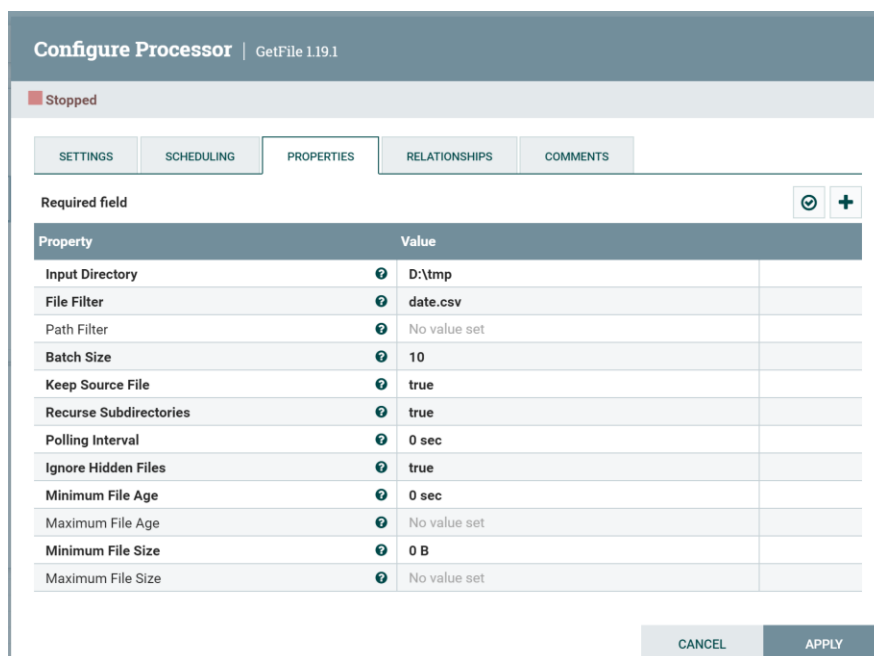 Configure Processor | GetFile 1.19.1
Stopped
SETTINGS SCHEDULING PROPERTIES RELATIONSHIPS COMMENTS
Required field
Property Value
Input Directory D:\tmp
File Filter date.csv
Path Filter No value set
Batch Size 10
Keep Source File true
Recurse Subdirectories true
Polling Interval 0 sec
Ignore Hidden Files true
Minimum File Age 0 sec
Maximum File Age No value set
Minimum File Size 0 B
Maximum File Size No value set
CANCEL APPLY